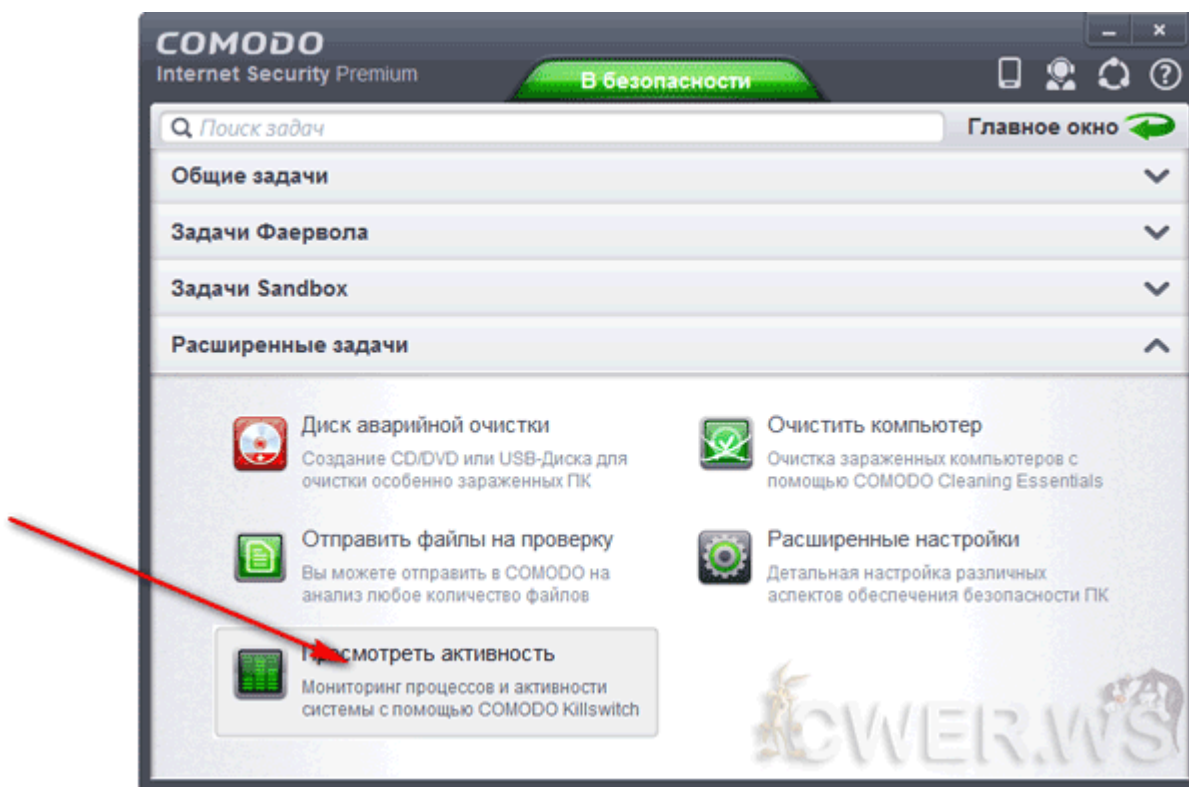 COMODO
Internet Security Premium
В безопасности
Поиск задач
Главное окно
Общие задачи
Задачи Фаервола
Задачи Sandbox
Расширенные задачи
Диск аварийной очистки
Создание CD/DVD или USB-Диска для
очистки особенно зараженных ПК
Очистить компьютер
Очистка зараженных компьютеров с
помощью COMODO Cleaning Essentials
Отправить файлы на проверку
Вы можете отправить в COMODO на
анализ любое количество файлов
Расширенные настройки
Детальная настройка различных
аспектов обеспечения безопасности ПК
Просмотреть активность
Мониторинг процессов и активности
системы с помощью COMODO Killswitch
CWER.WS